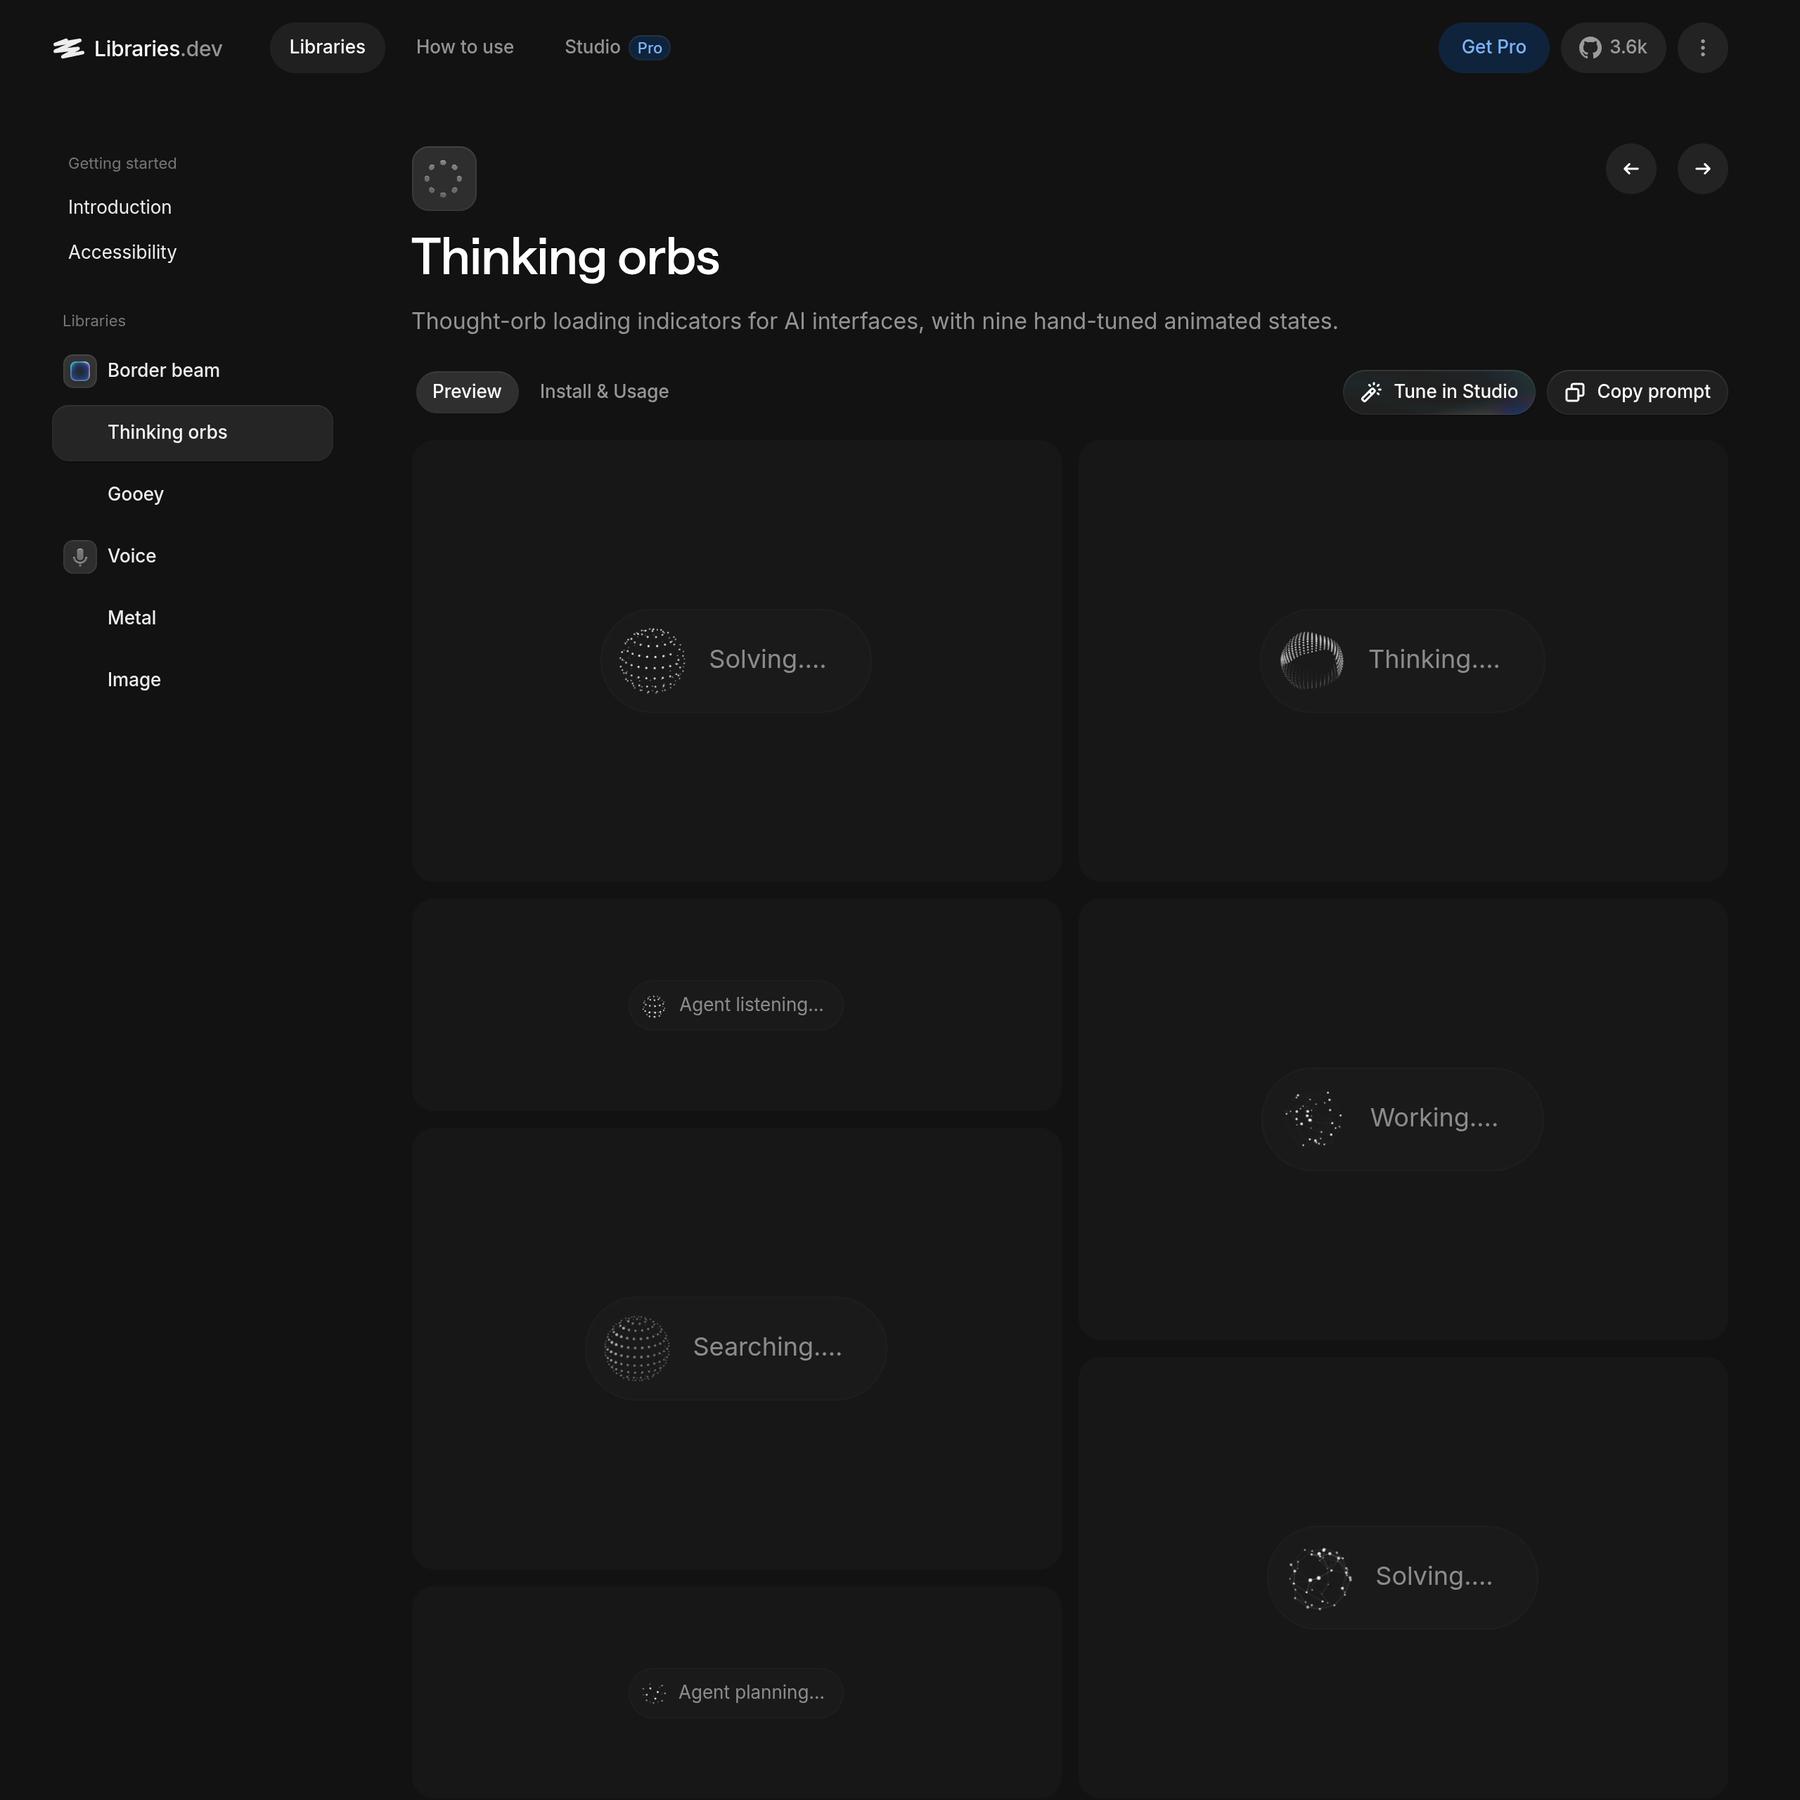 Libraries.dev
Libraries
How to use
Studio Pro
Get Pro
3.6k
Getting started
Introduction
Accessibility
Libraries
Border beam
Thinking orbs
Gooey
Voice
Metal
Image
Thinking orbs
Thought-orb loading indicators for AI interfaces, with nine hand-tuned animated states.
Preview
Install & Usage
Tune in Studio
Copy prompt
Solving....
Thinking....
Agent listening...
Working....
Searching....
Solving....
Agent planning...